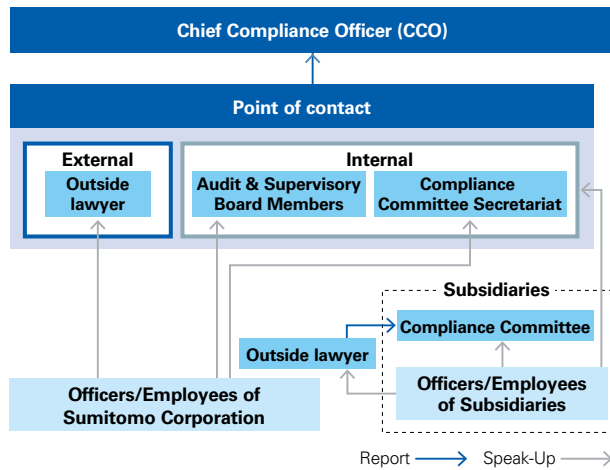 Chief Compliance Officer (CCO)
Point of contact
External
Outside
lawyer
Internal
Audit & Supervisory
Board Members
Compliance
Committee Secretariat
Subsidiaries
Compliance Committee
Outside lawyer
Officers/Employees of
Sumitomo Corporation
Officers/Employees
of Subsidiaries
Report
Speak-Up